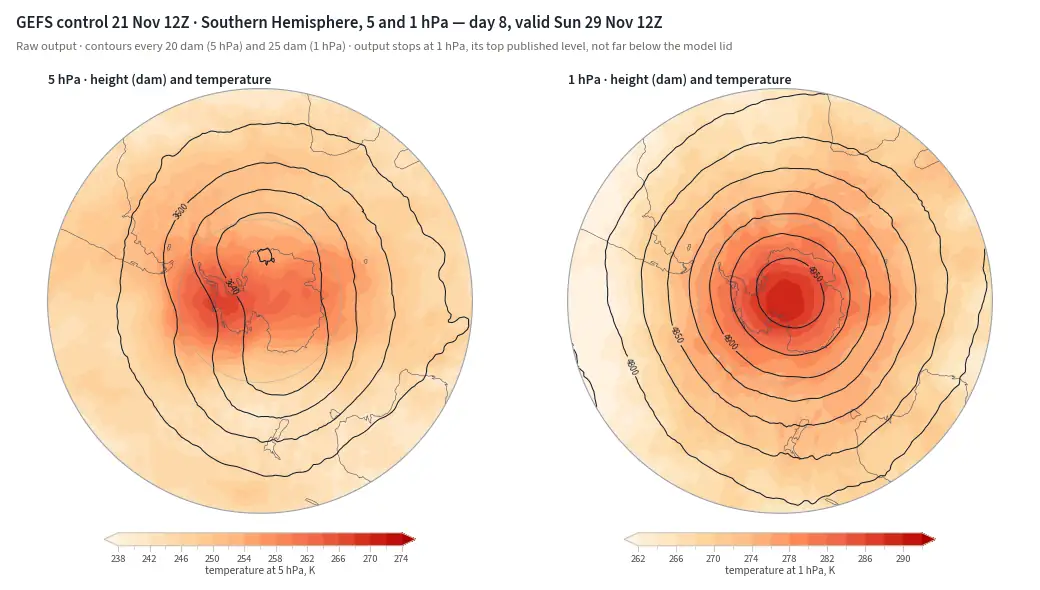 GEFS control 21 Nov 12Z · Southern Hemisphere, 5 and 1 hPa — day 8, valid Sun 29 Nov 12Z
Raw output · contours every 20 dam (5 hPa) and 25 dam (1 hPa) · output stops at 1 hPa, its top published level, not far below the model lid
5 hPa · height (dam) and temperature
1 hPa · height (dam) and temperature
3600
3640
4950
4850
4900
4800
238 242 246 250 254 258 262 266 270 274
temperature at 5 hPa, K
262 266 270 274 278 282 286 290
temperature at 1 hPa, K